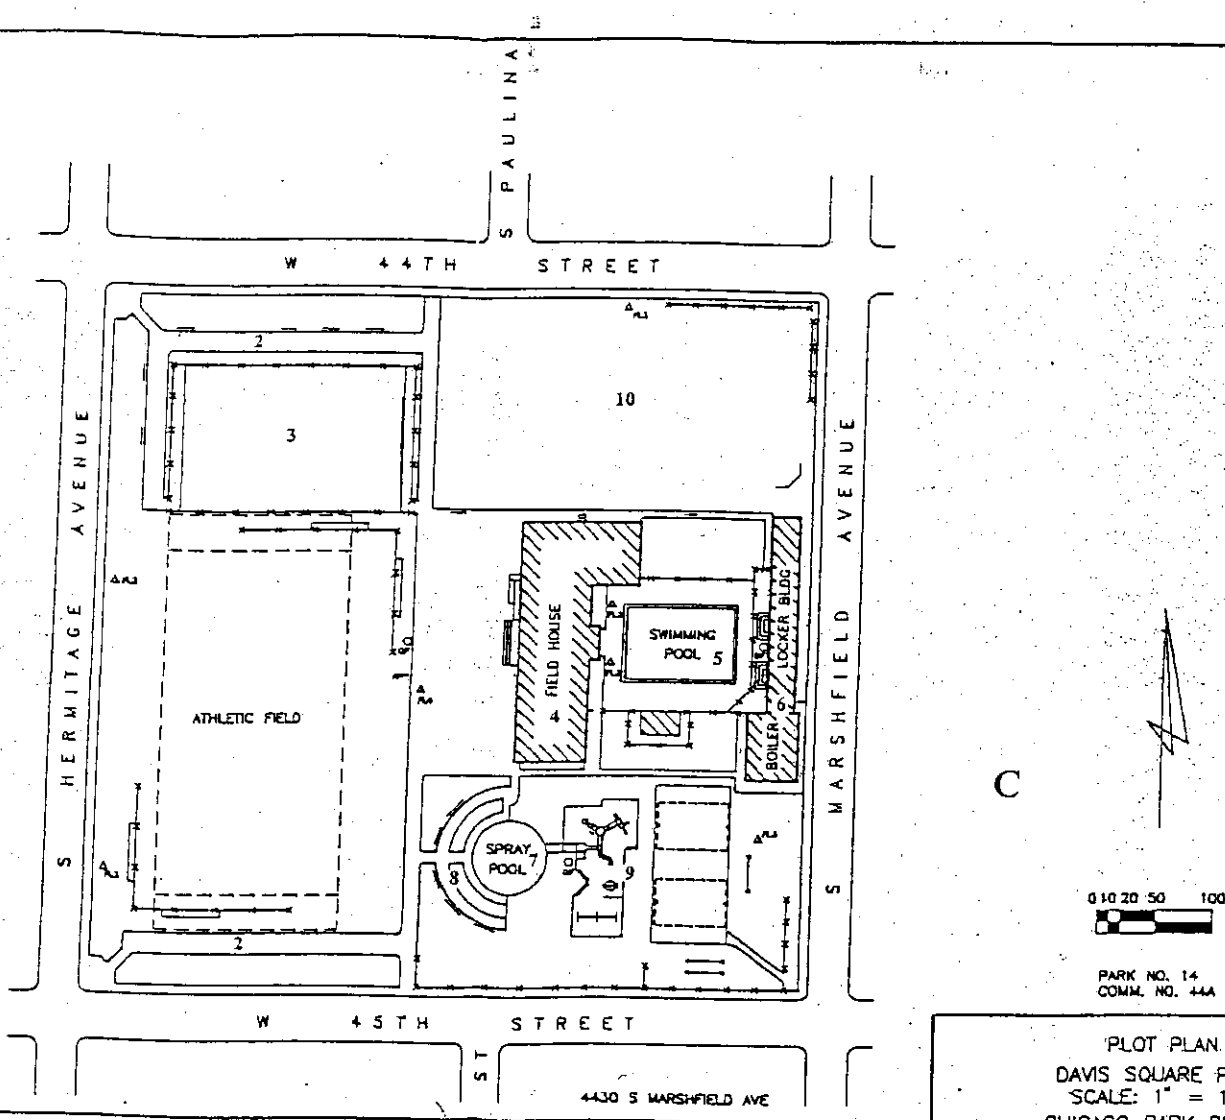 S PAULINA
W 44TH STREET
2
10
3
S HERMITAGE AVENUE
S MARSHFIELD AVENUE
FIELD HOUSE
4
SWIMMING
POOL 5
LOCKER BLDG
6
BOILER
ATHLETIC FIELD
C
SPRAY
POOL 7
8
9
2
0 10 20 50 100
PARK NO. 14
COMM. NO. 44A
W 45TH STREET
ST
4430 S MARSHFIELD AVE
PLOT PLAN
DAVIS SQUARE
SCALE: 1" = 1